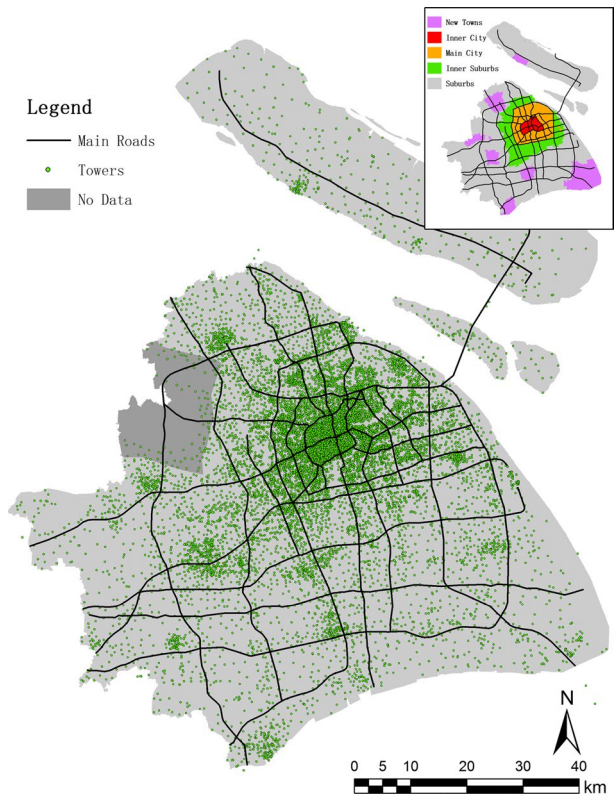 New Towns
Inner City
Main City
Inner Suburbs
Suburbs
Legend
Main Roads
Towers
No Data
N
0 5 10 20 30 40
km